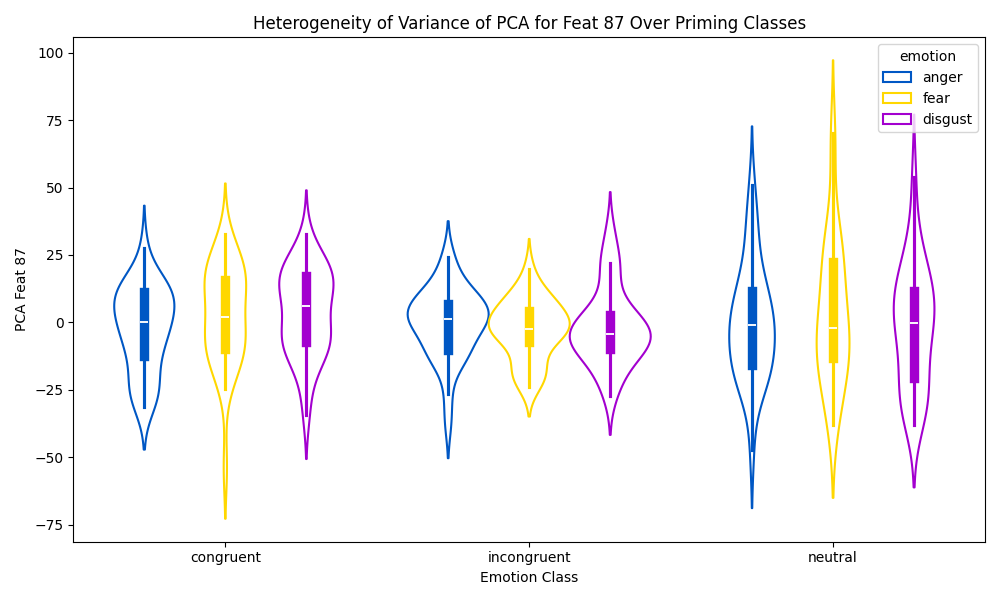 Heterogeneity of Variance of PCA for Feat 87 Over Priming Classes
PCA Feat 87
100
75
50
25
0
−25
−50
−75
emotion
anger
fear
disgust
congruent
incongruent
neutral
Emotion Class